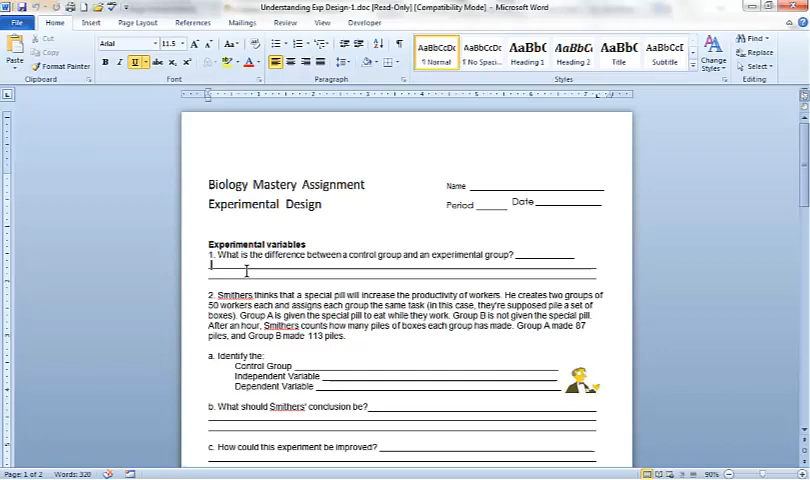 Understanding Exp Design-1.doc [Read-Only] [Compatibility Mode] - Microsoft Word
File Home Insert Page Layout References Mailings Review View Developer
Cut
Copy
Format Painter
Paste
Clipboard
Arial 11.5
Font
Paragraph
AaBbCcDc AaBbCcDc AaBbC AaBbCc AaBbC AaBbCcI
¶ Normal ¶ No Spaci... Heading 1 Heading 2 Title Subtitle
Change Styles
Styles
Find
Replace
Select
Editing
Biology Mastery Assignment
Name
Experimental Design
Period
Date
Experimental variables
1. What is the difference between a control group and an experimental group?
2. Smithers thinks that a special pill will increase the productivity of workers. He creates two groups of
50 workers each and assigns each group the same task (in this case, they're supposed pile a set of
boxes). Group A is given the special pill to eat while they work. Group B is not given the special pill.
After an hour, Smithers counts how many piles of boxes each group has made. Group A made 87
piles, and Group B made 113 piles.
a. Identify the:
Control Group
Independent Variable
Dependent Variable
b. What should Smithers' conclusion be?
c. How could this experiment be improved?
Page: 1 of 2 Words: 320
90%